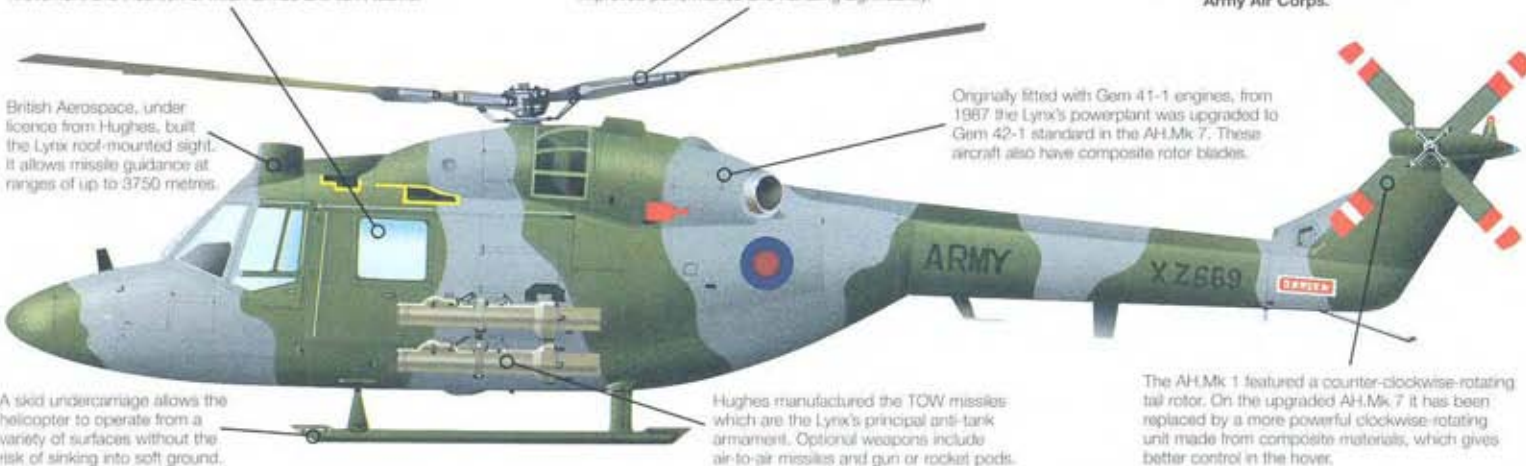 Army Air Corps.
British Aerospace, under
licence from Hughes, built
the Lynx roof-mounted sight.
It allows missile guidance at
ranges of up to 3750 metres.
Originally fitted with Gem 41-1 engines, from
1987 the Lynx's powerplant was upgraded to
Gem 42-1 standard in the AH.Mk 7. These
aircraft also have composite rotor blades.
ARMY
XZ669
DANGER
A skid undercarriage allows the
helicopter to operate from a
variety of surfaces without the
risk of sinking into soft ground.
Hughes manufactured the TOW missiles
which are the Lynx's principal anti-tank
armament. Optional weapons include
air-to-air missiles and gun or rocket pods.
The AH.Mk 1 featured a counter-clockwise-rotating
tail rotor. On the upgraded AH.Mk 7 it has been
replaced by a more powerful clockwise-rotating
unit made from composite materials, which gives
better control in the hover.